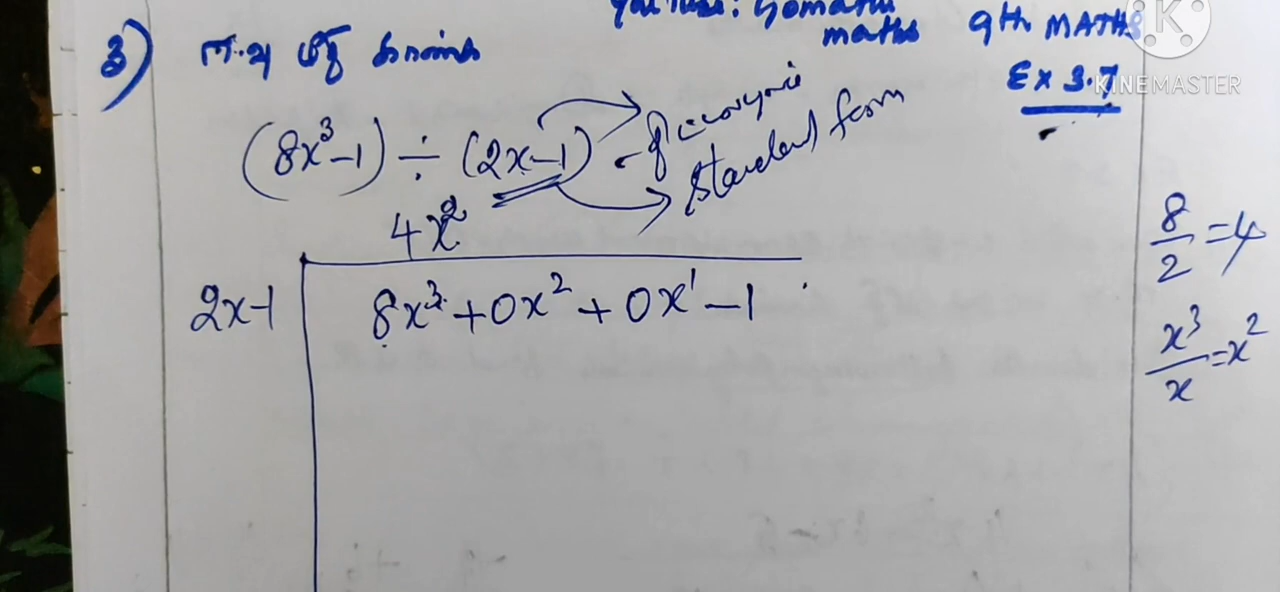 maths 9th MATHS
Ex 3.7
KINEMASTER
3)
(8x³-1) ÷ (2x-1)
standard form
4x²
2x-1 8x³+0x²+0x¹-1
8/2=4
x³/x=x²